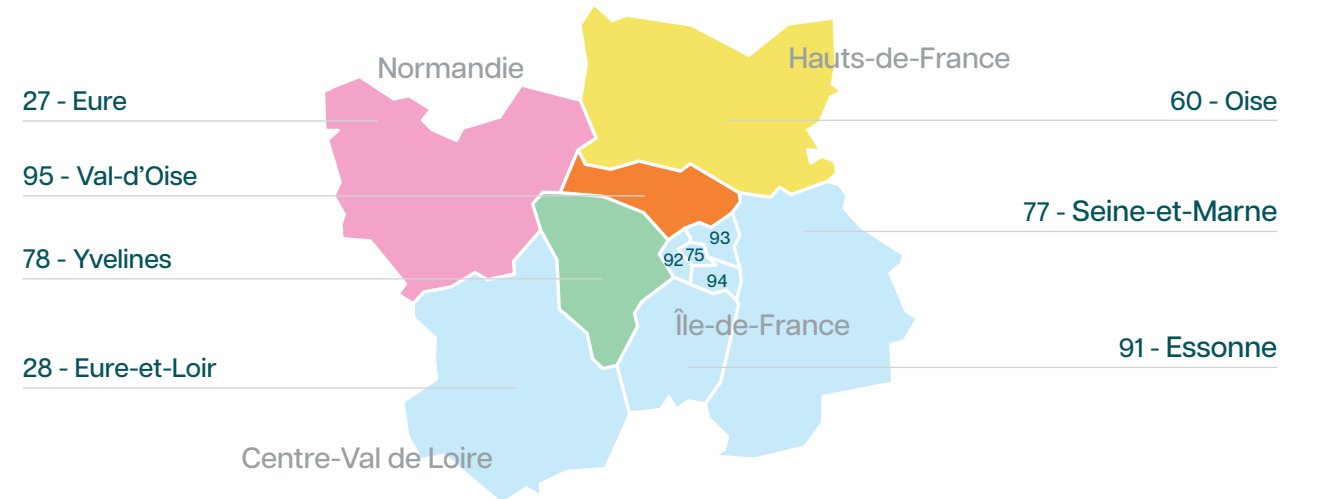 Normandie
Hauts-de-France
27 - Eure
60 - Oise
95 - Val-d’Oise
77 - Seine-et-Marne
93
78 - Yvelines
92
75
94
Île-de-France
91 - Essonne
28 - Eure-et-Loir
Centre-Val de Loire